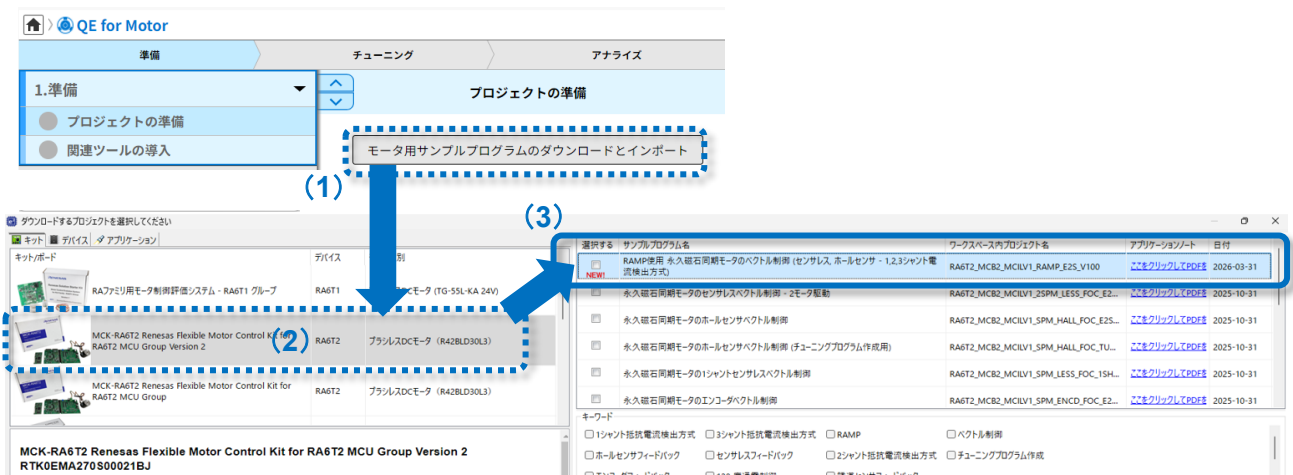 QE for Motor
準備
チューニング
アナライズ
1.準備
プロジェクトの準備
プロジェクトの準備
関連ツールの導入
モータ用サンプルプログラムのダウンロードとインポート
(1)
(3)
ダウンロードするプロジェクトを選択してください
キット デバイス アプリケーション
キット/ボード デバイス 別
RAファミリ用モータ制御評価システム - RA6T1 グループ RA6T1 DCモータ (TG-55L-KA 24V)
MCK-RA6T2 Renesas Flexible Motor Control Kit for
RA6T2 MCU Group Version 2
(2)
RA6T2 ブラシレスDCモータ (R42BLD30L3)
MCK-RA6T2 Renesas Flexible Motor Control Kit for
RA6T2 MCU Group
RA6T2 ブラシレスDCモータ (R42BLD30L3)
MCK-RA6T2 Renesas Flexible Motor Control Kit for RA6T2 MCU Group Version 2
RTK0EMA270S00021BJ
選択する サンプルプログラム名 ワークスペース内プロジェクト名 アプリケーションノート 日付
NEW! RAMP使用 永久磁石同期モータのベクトル制御 (センサレス, ホールセンサ - 1,2,3シャント電
流検出方式) RA6T2_MCB2_MCILV1_RAMP_E2S_V100 ここをクリックしてPDFを 2026-03-31
永久磁石同期モータのセンサレスベクトル制御 - 2モータ駆動 RA6T2_MCB2_MCILV1_2SPM_LESS_FOC_E2... ここをクリックしてPDFを 2025-10-31
永久磁石同期モータのホールセンサベクトル制御 RA6T2_MCB2_MCILV1_SPM_HALL_FOC_E2S... ここをクリックしてPDFを 2025-10-31
永久磁石同期モータのホールセンサベクトル制御 (チューニングプログラム作成用) RA6T2_MCB2_MCILV1_SPM_HALL_FOC_TU... ここをクリックしてPDFを 2025-10-31
永久磁石同期モータの1シャントセンサレスベクトル制御 RA6T2_MCB2_MCILV1_SPM_LESS_FOC_1SH... ここをクリックしてPDFを 2025-10-31
永久磁石同期モータのエンコーダベクトル制御 RA6T2_MCB2_MCILV1_SPM_ENCD_FOC_E2... ここをクリックしてPDFを 2025-10-31
キーワード
1シャント抵抗電流検出方式 3シャント抵抗電流検出方式 RAMP ベクトル制御
ホールセンサフィードバック センサレスフィードバック 2シャント抵抗電流検出方式 チューニングプログラム作成